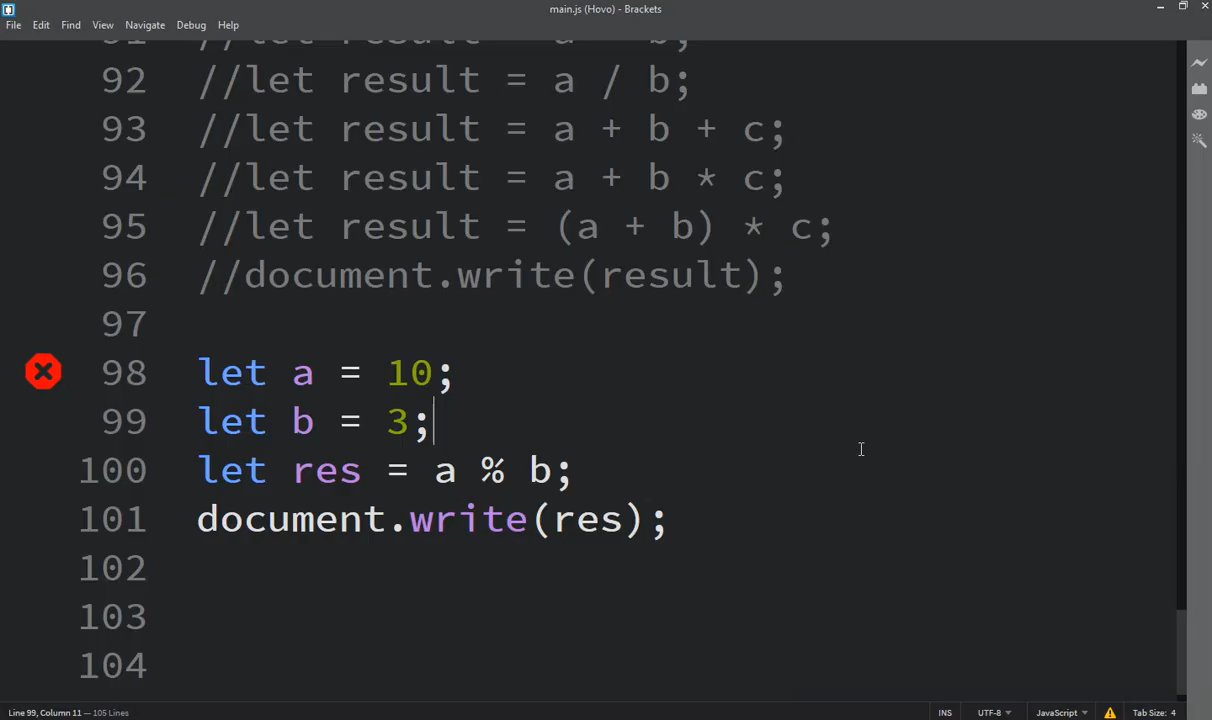 main.js (Hovo) - Brackets
File Edit Find View Navigate Debug Help
92 //let result = a / b;
93 //let result = a + b + c;
94 //let result = a + b * c;
95 //let result = (a + b) * c;
96 //document.write(result);
97
98 let a = 10;
99 let b = 3;
100 let res = a % b;
101 document.write(res);
102
103
104
Line 99, Column 11 — 105 Lines INS UTF-8 JavaScript Tab Size: 4